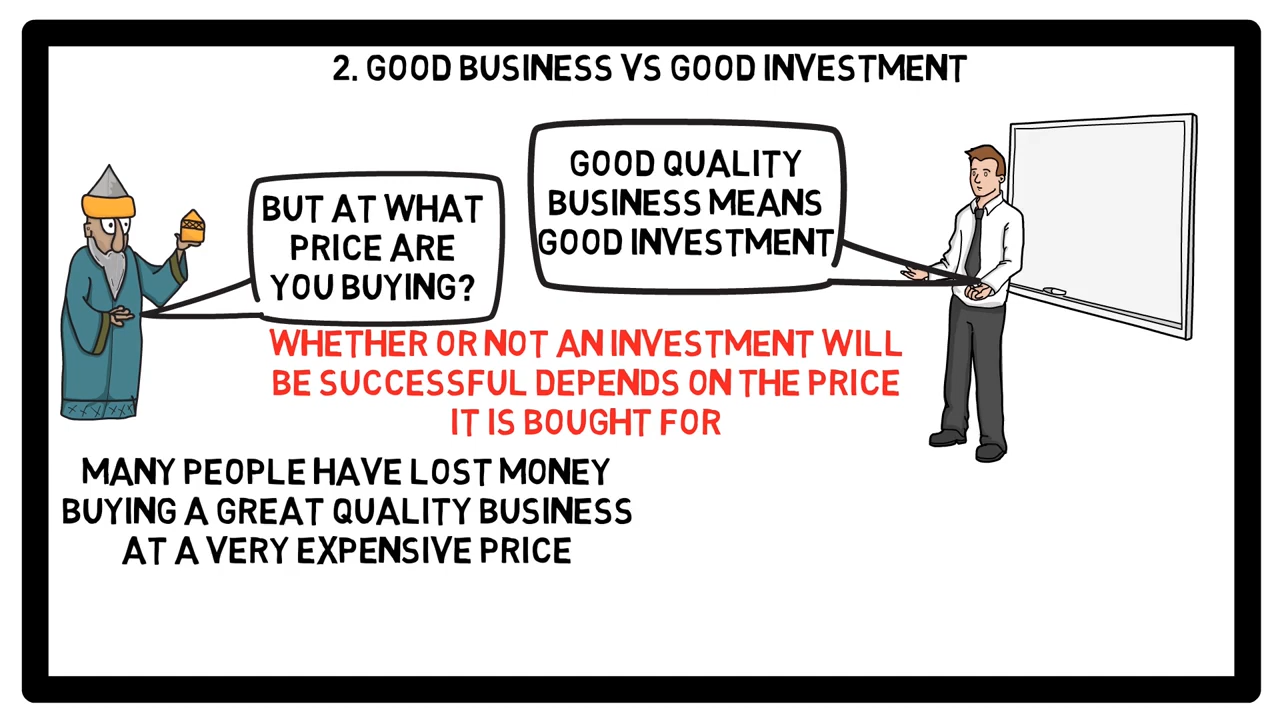 2. GOOD BUSINESS VS GOOD INVESTMENT
GOOD QUALITY
BUSINESS MEANS
GOOD INVESTMENT
BUT AT WHAT
PRICE ARE
YOU BUYING?
WHETHER OR NOT AN INVESTMENT WILL
BE SUCCESSFUL DEPENDS ON THE PRICE
IT IS BOUGHT FOR
MANY PEOPLE HAVE LOST MONEY
BUYING A GREAT QUALITY BUSINESS
AT A VERY EXPENSIVE PRICE